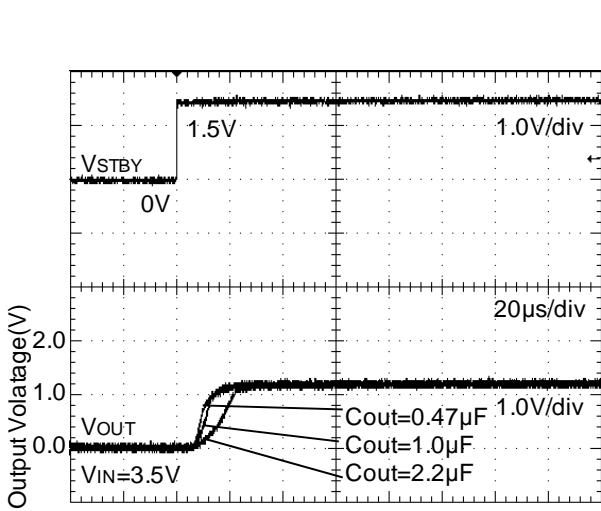 1.5V
1.0V/div
VSTBY
0V
20µs/div
Output Volatage(V)
2.0
1.0
0.0
VOUT
Cout=0.47µF
1.0V/div
Cout=1.0µF
Cout=2.2µF
VIN=3.5V